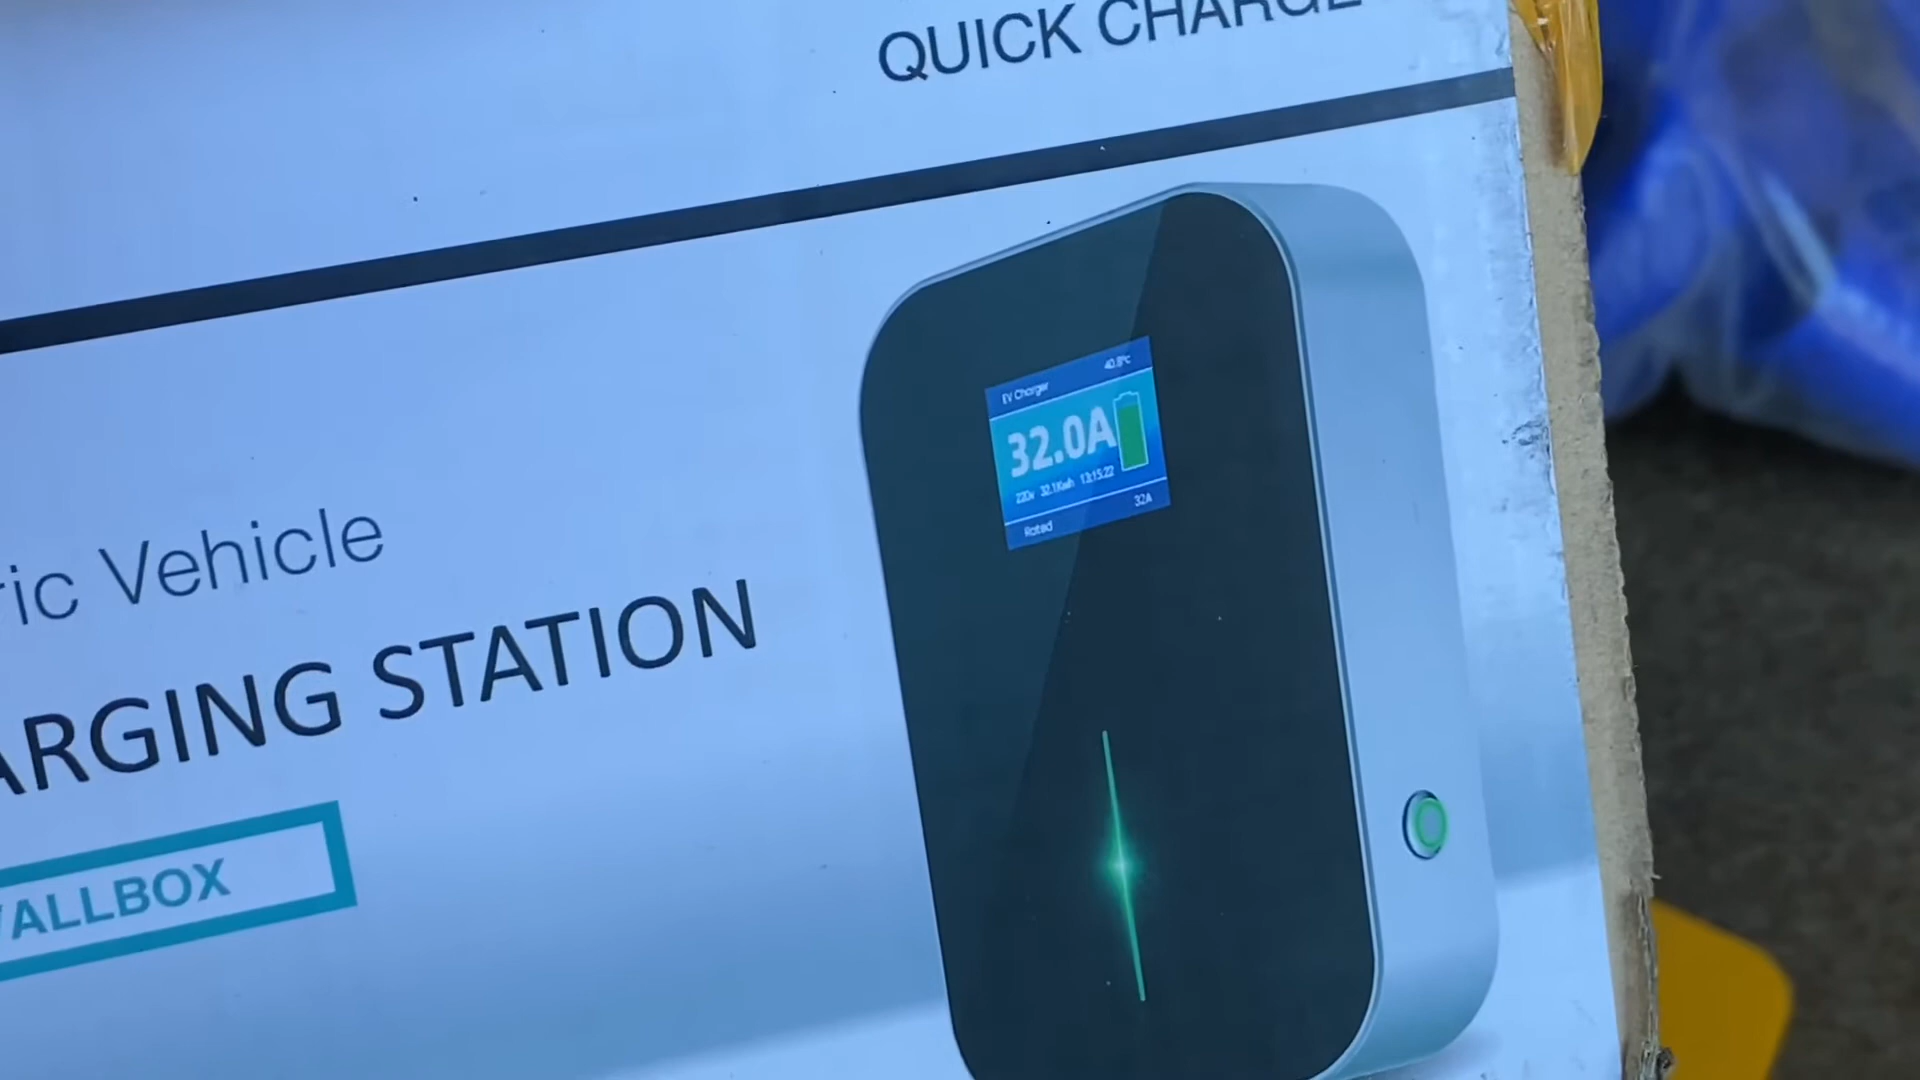 QUICK CHARGE
EV Charger 40.8°c
32.0A
220v 32.1Kwh 13:15:22
Rated 32A
ric Vehicle
ARGING STATION
ALLBOX